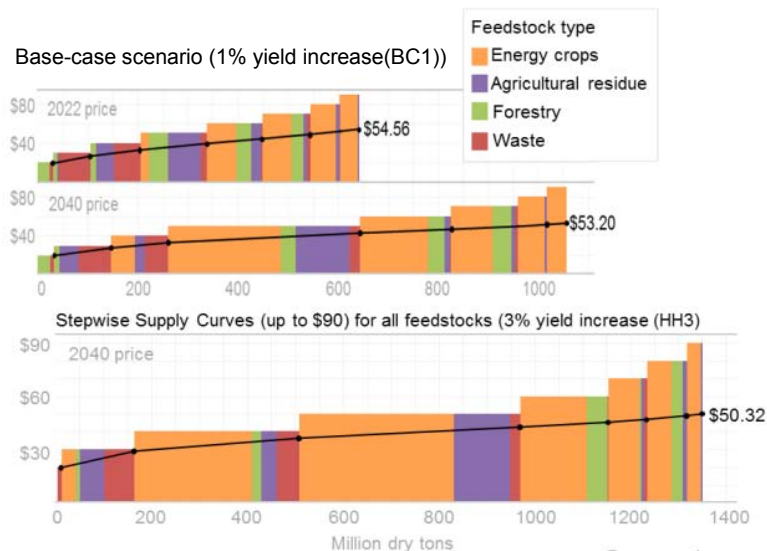 Base-case scenario (1% yield increase(BC1))
Feedstock type
Energy crops
Agricultural residue
Forestry
Waste
$80
2022 price
$54.56
$40
$80
2040 price
$53.20
$40
0 200 400 600 800 1000
Stepwise Supply Curves (up to $90) for all feedstocks (3% yield increase (HH3)
$90
2040 price
$60
$50.32
$30
0 200 400 600 800 1000 1200 1400
Million dry tons